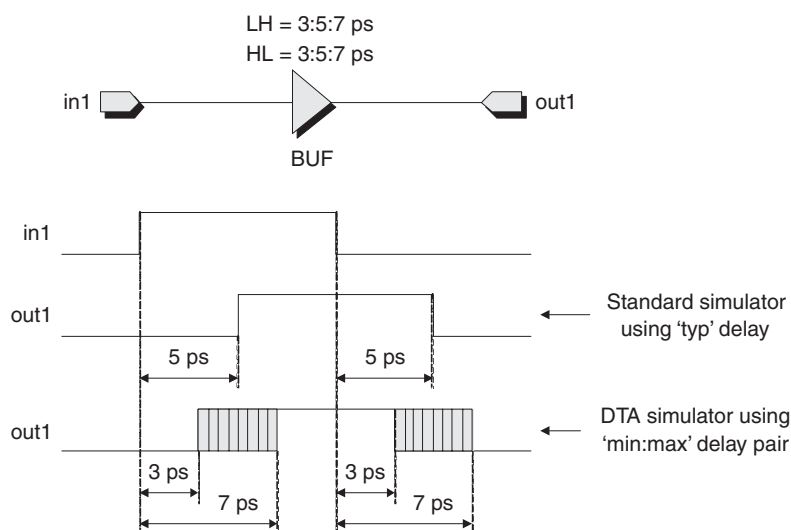 LH = 3:5:7 ps
HL = 3:5:7 ps
in1
out1
BUF
in1
out1
Standard simulator
using ‘typ’ delay
5 ps
5 ps
out1
DTA simulator using
‘min:max’ delay pair
3 ps
3 ps
7 ps
7 ps